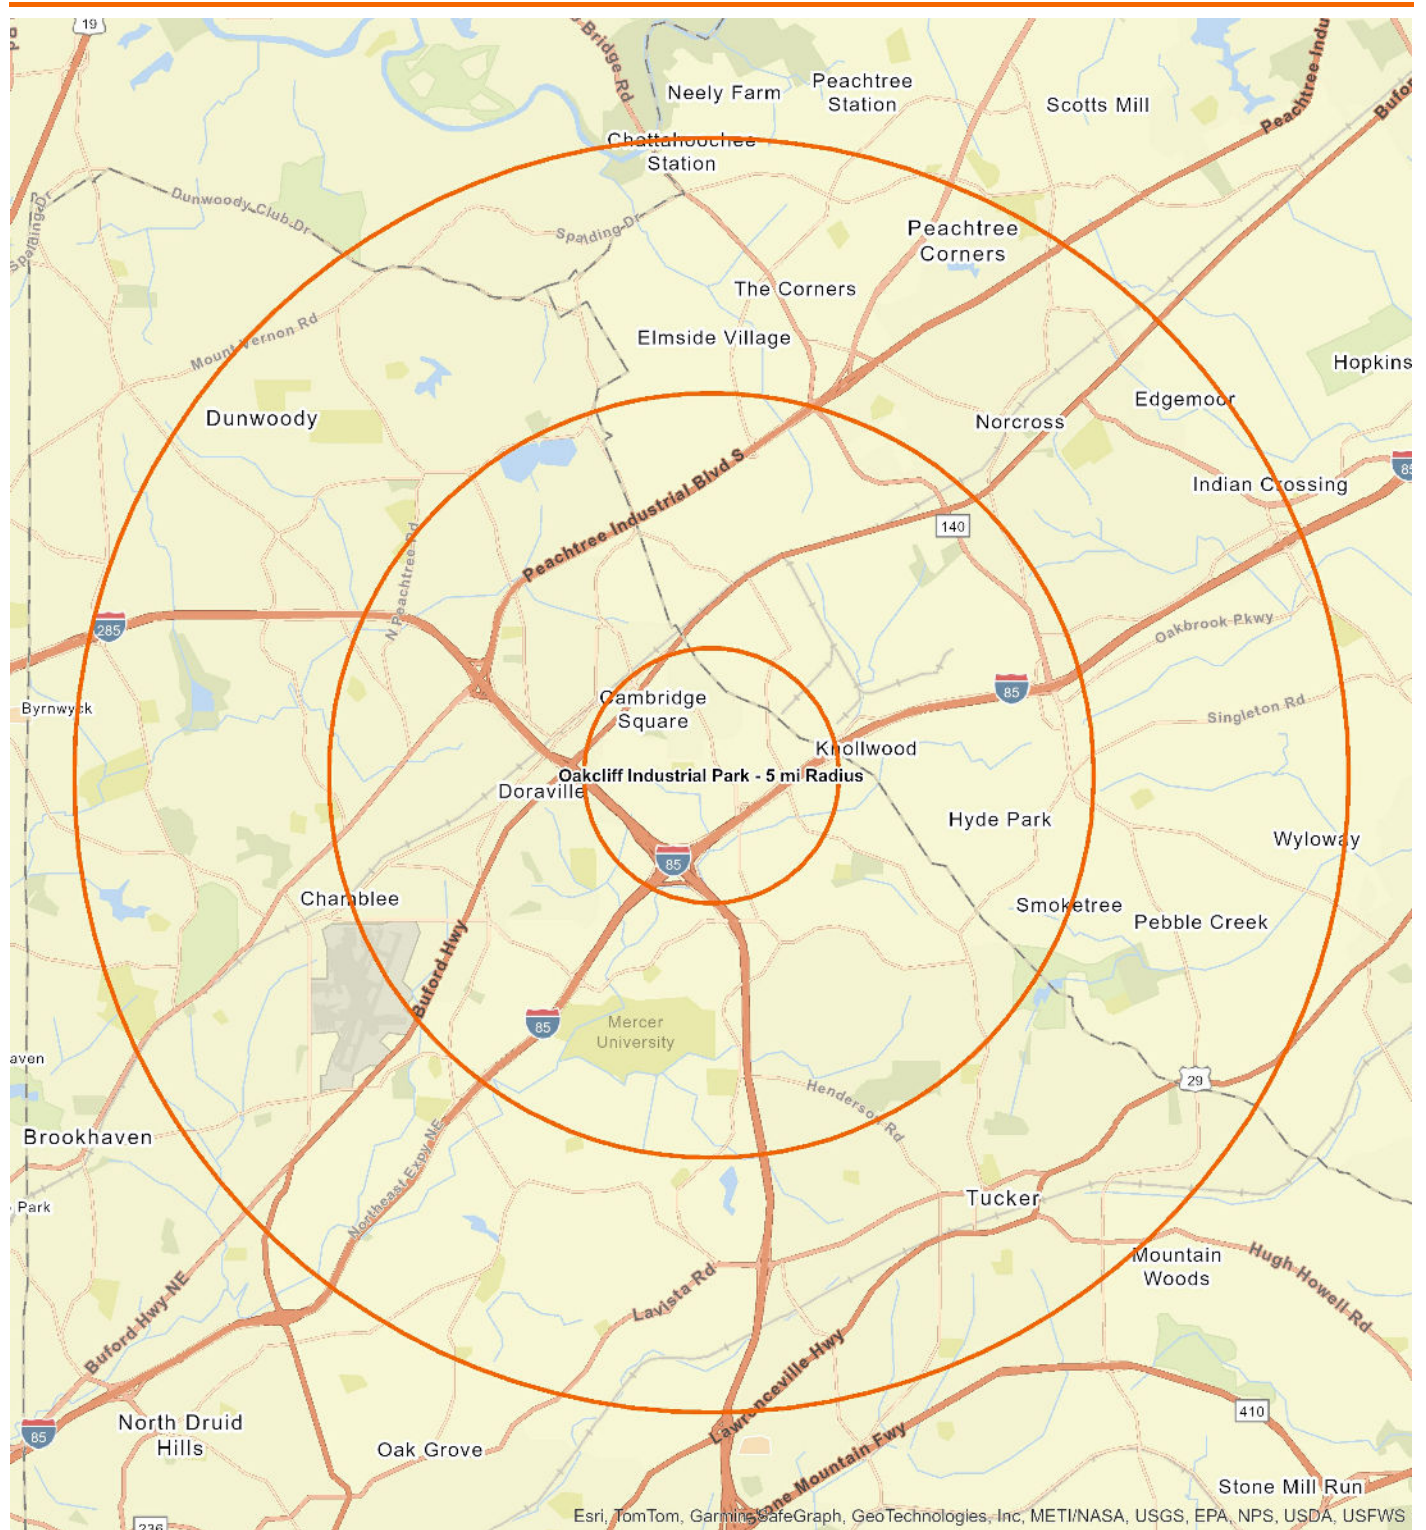 19
Bridge Rd
Neely Farm
Peachtree
Station
Scotts Mill
Peachtree Indu
Bufor
Chattahoochee
Station
Dunwoody Club Dr
Spalding Dr
Spalding Dr
Peachtree
Corners
The Corners
Mount Vernon Rd
Elmside Village
Hopkins
Dunwoody
Edgemoor
Norcross
Peachtree Industrial Blvd S
Indian Crossing
85
140
N Peachtree Rd
285
Oakbrook Pkwy
85
Byrnwyck
Cambridge
Square
Singleton Rd
Knollwood
Oakcliff Industrial Park - 5 mi Radius
Doraville
Hyde Park
Wyloway
85
Chamblee
Smoketree
Pebble Creek
Buford Hwy
85
Mercer
University
aven
29
Henderson Rd
Brookhaven
Northeast Expy NE
Park
Tucker
Mountain
Woods
Hugh Howell Rd
Buford Hwy NE
Lavista Rd
Lawrenceville Hwy
410
North Druid
Hills
85
Oak Grove
Stone Mountain Fwy
Stone Mill Run
236
Esri, TomTom, Garmin, SafeGraph, GeoTechnologies, Inc, METI/NASA, USGS, EPA, NPS, USDA, USFWS